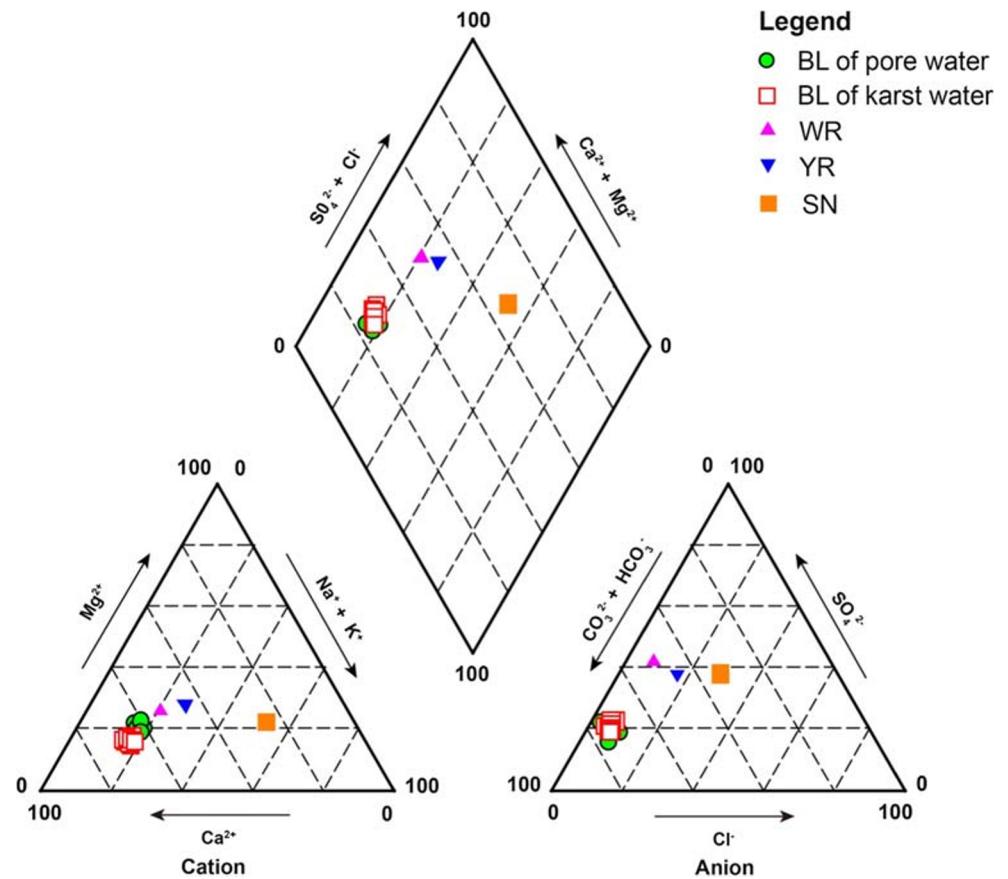 100
Legend
BL of pore water
BL of karst water
WR
YR
SN
S0₄²⁻ + Cl⁻
Ca²⁺ + Mg²⁺
0
0
100
100 0
0 100
Mg²⁺
Na⁺ + K⁺
CO₃²⁻ + HCO₃⁻
SO₄²⁻
0
100
100
0
100
0
0
100
Ca²⁺
Cl⁻
Cation
Anion